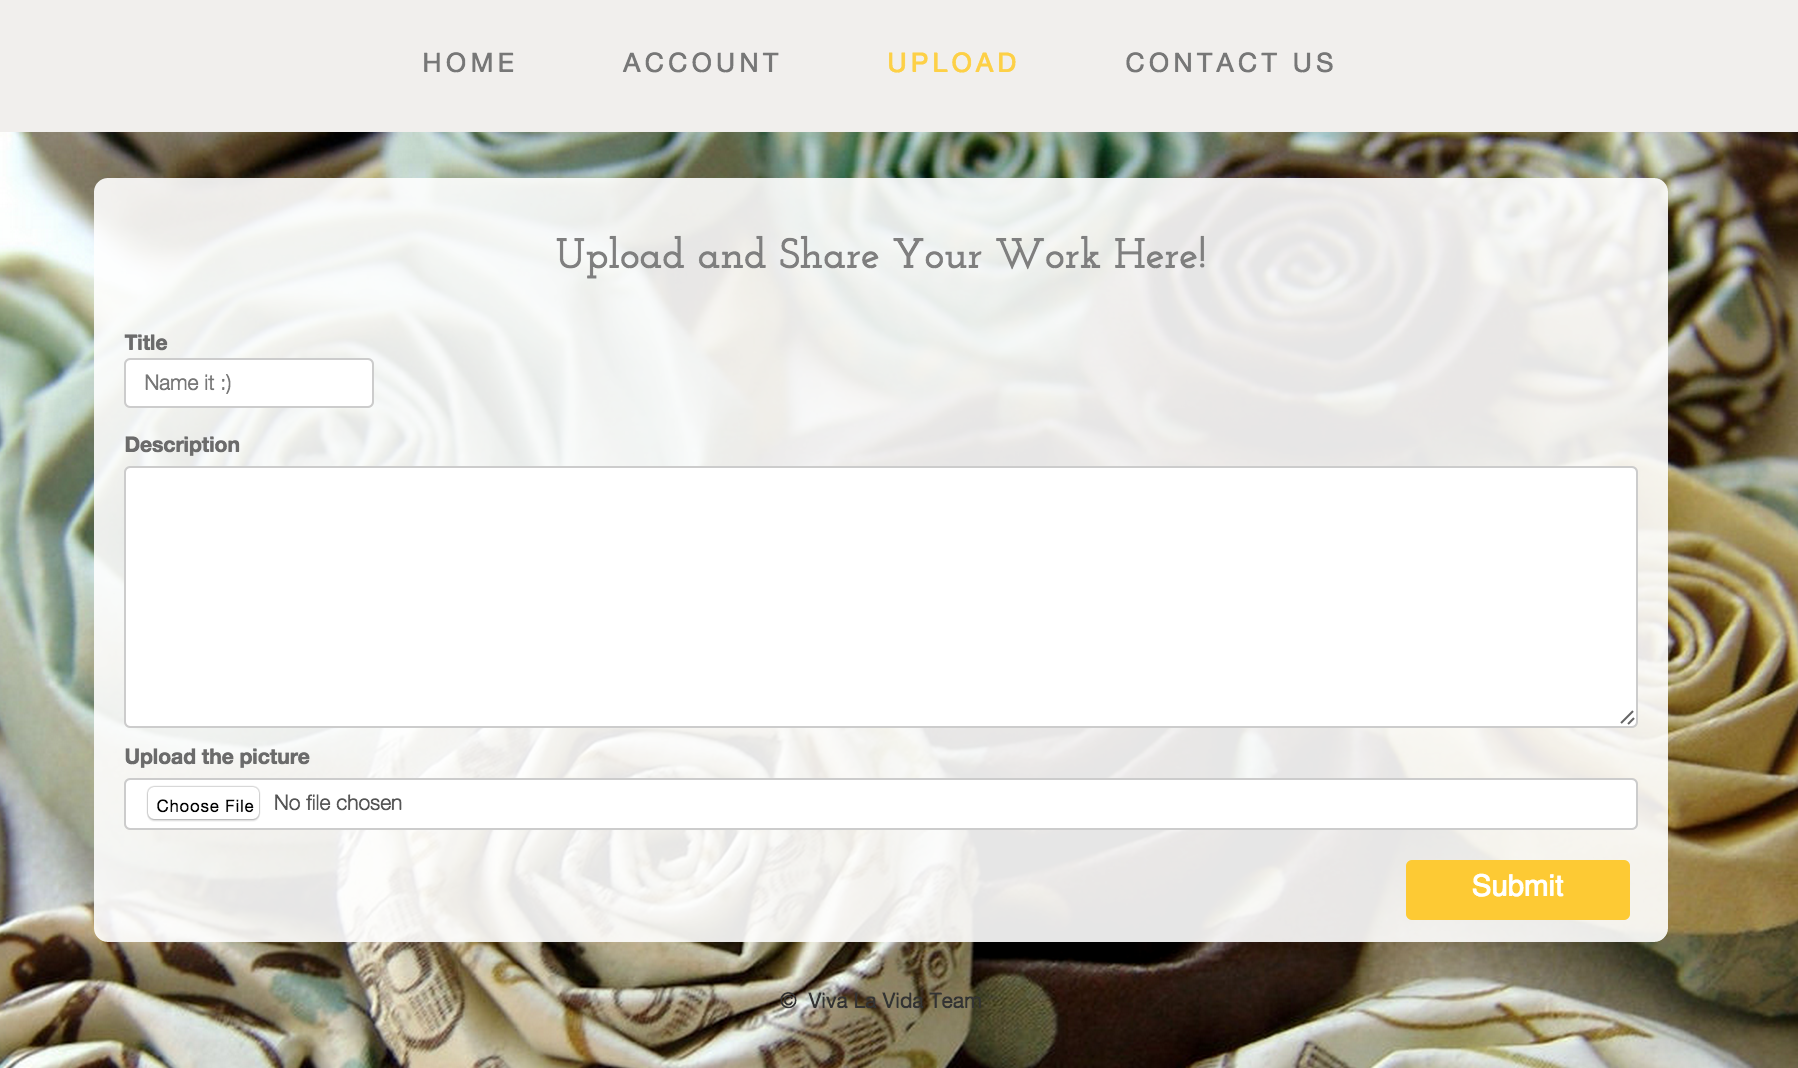 HOME ACCOUNT UPLOAD CONTACT US
Upload and Share Your Work Here!
Title
Name it :)
Description
Upload the picture
Choose File No file chosen
Submit
© Viva La Vida Team